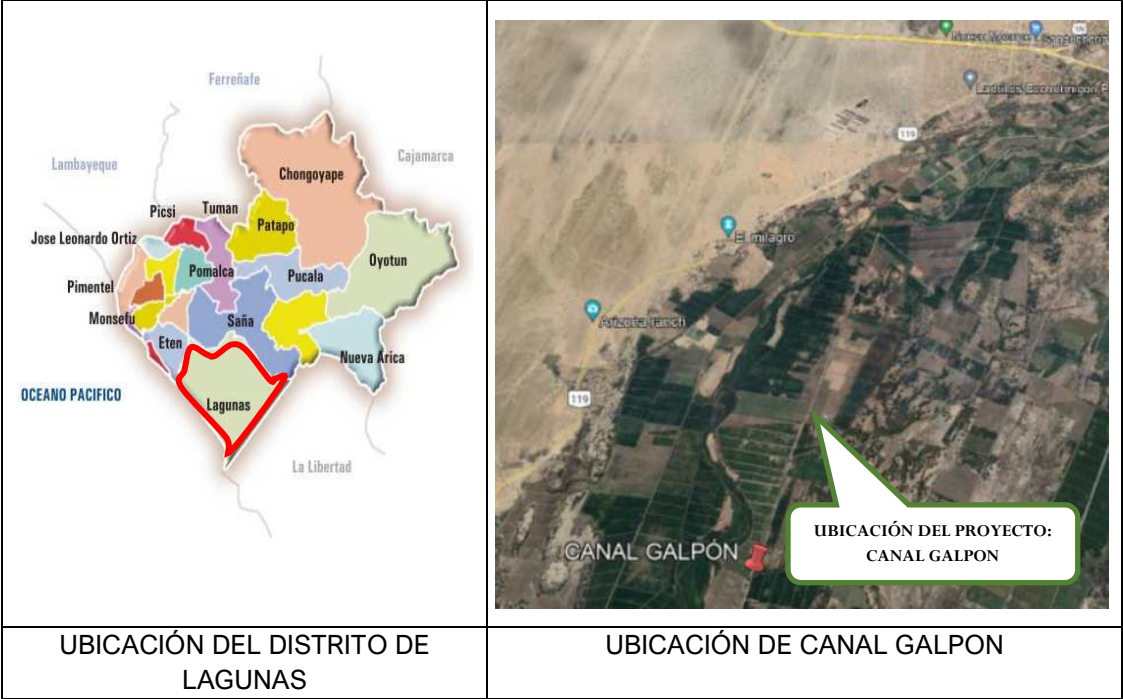 Ferreñafe
Lambayeque
Cajamarca
Chongoyape
Picsi
Tuman
Patapo
Jose Leonardo Ortiz
Oyotun
Pomalca
Pucala
Pimentel
Monsefu
Saña
Eten
Nueva Arica
OCEANO PACIFICO
Lagunas
La Libertad
119
El milagro
Arizona ranch
119
UBICACIÓN DEL PROYECTO:
CANAL GALPON
CANAL GALPÓN
UBICACIÓN DEL DISTRITO DE
LAGUNAS
UBICACIÓN DE CANAL GALPON